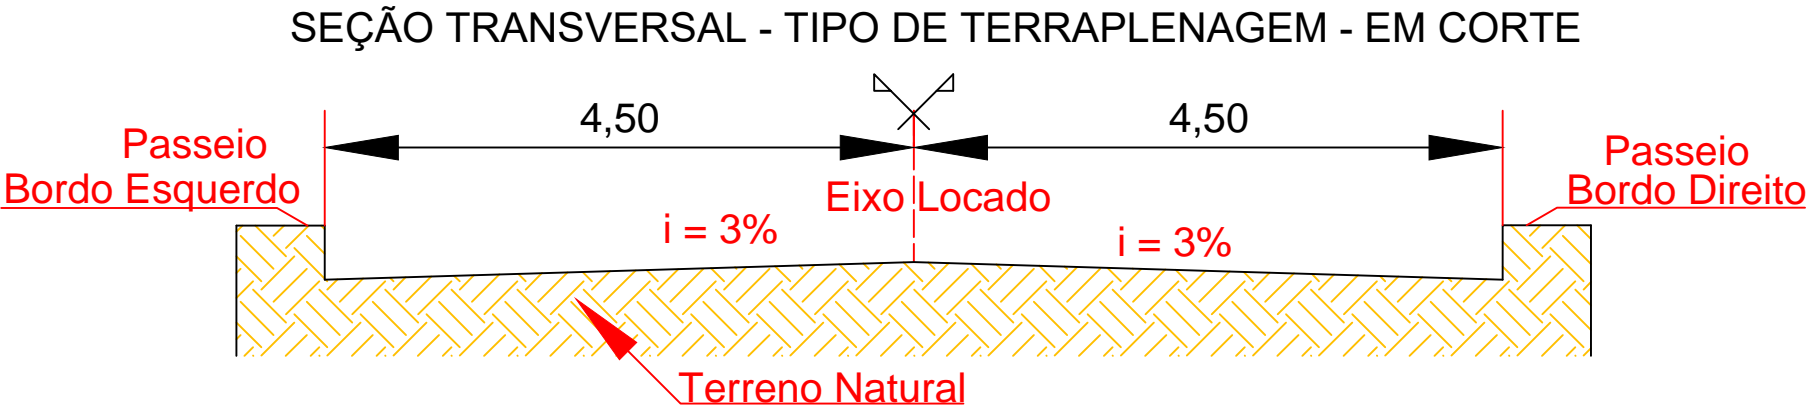 SEÇÃO TRANSVERSAL - TIPO DE TERRAPLENAGEM - EM CORTE
4,50
4,50
Passeio
Bordo Esquerdo
Passeio
Bordo Direito
Eixo Locado
i = 3%
i = 3%
Terreno Natural